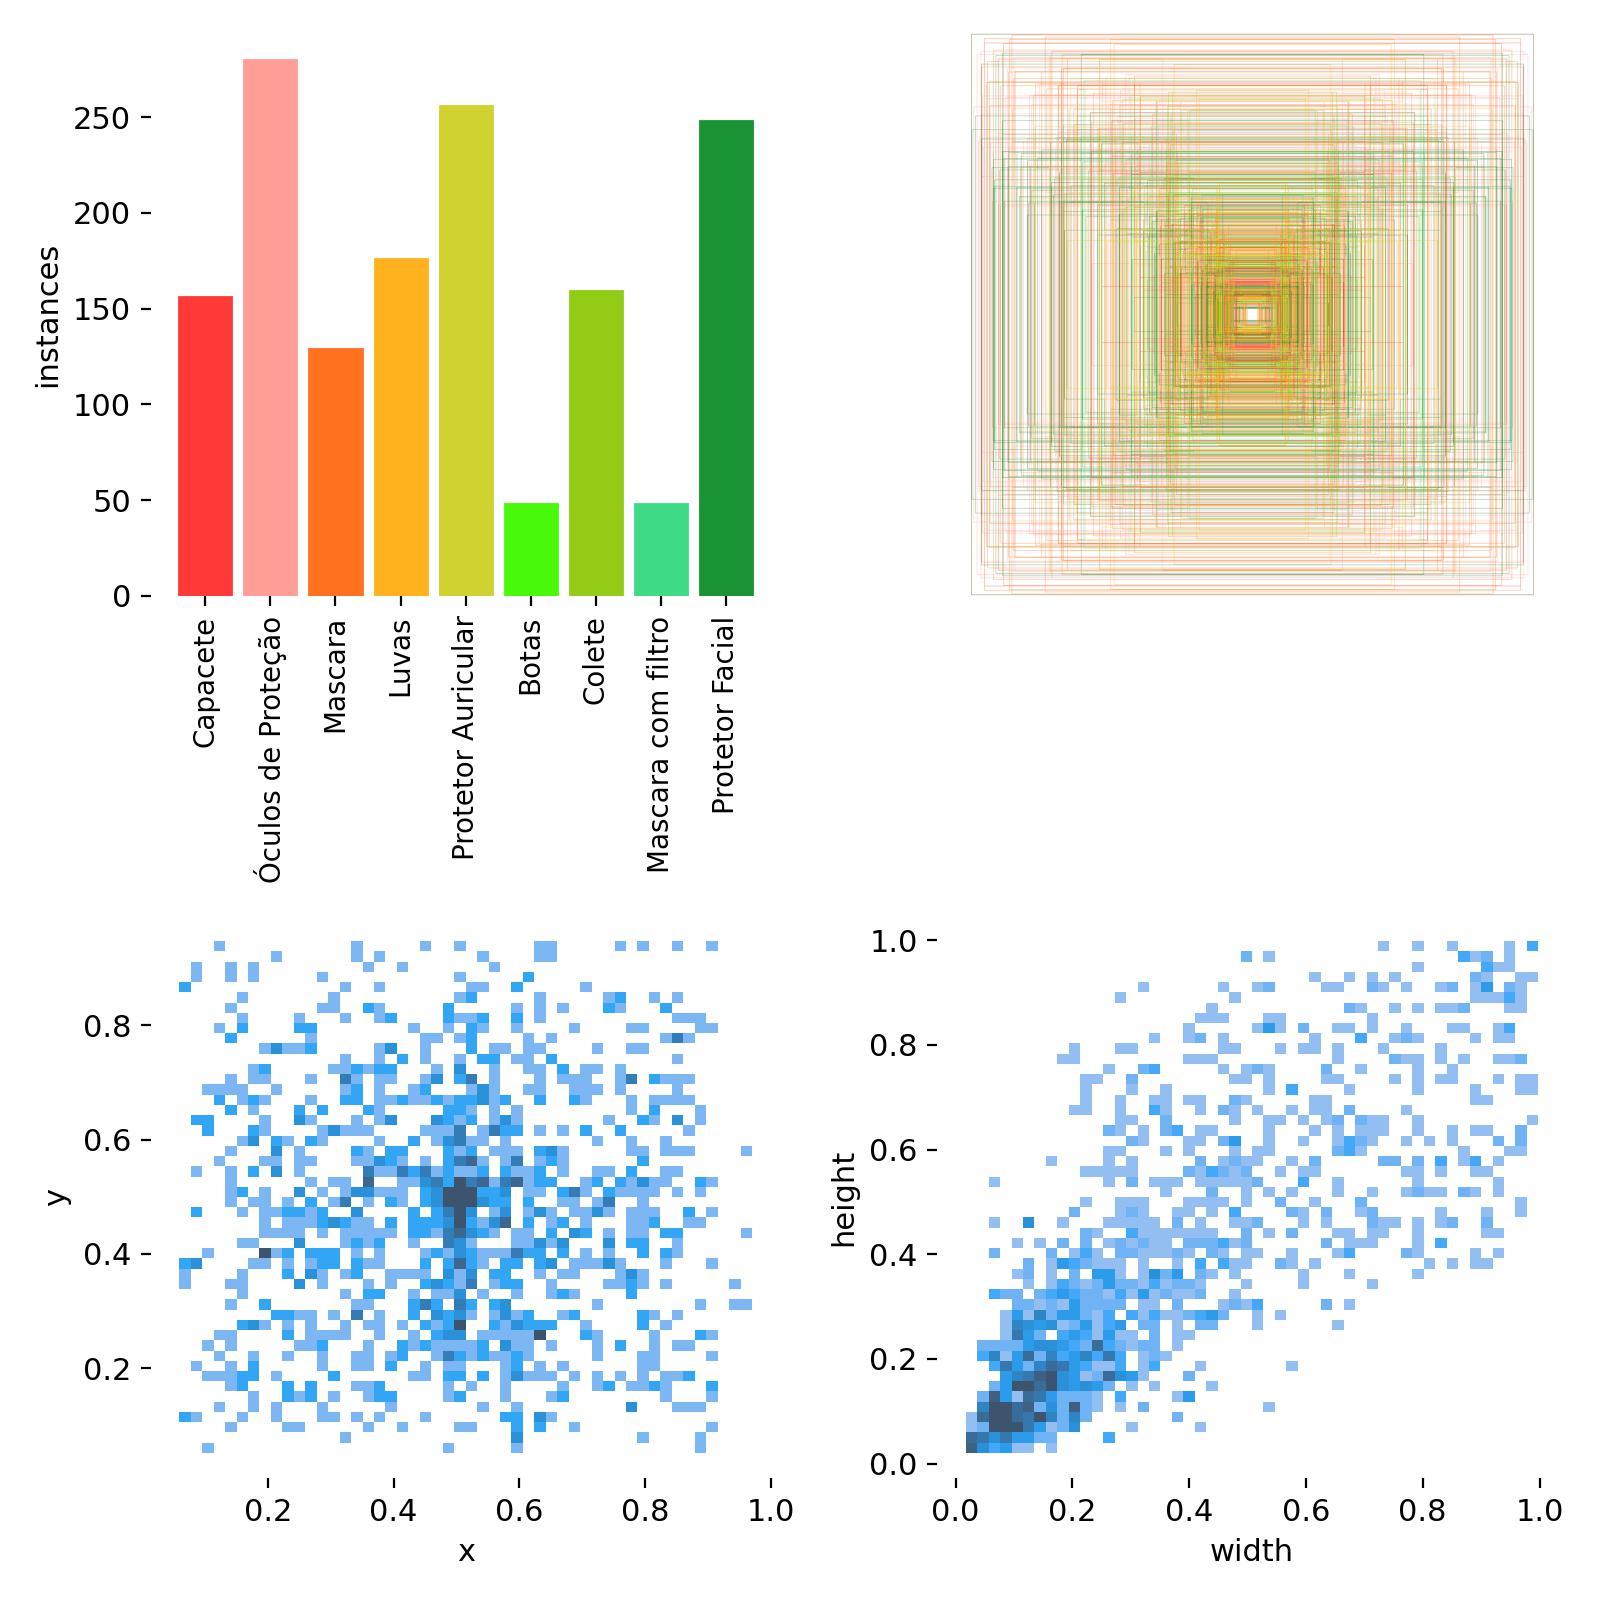 250
200
150
100
50
0
instances
Capacete
Óculos de Proteção
Mascara
Luvas
Protetor Auricular
Botas
Colete
Mascara com filtro
Protetor Facial
0.8
0.6
0.4
0.2
y
0.2 0.4 0.6 0.8 1.0
x
1.0
0.8
0.6
0.4
0.2
0.0
height
0.0 0.2 0.4 0.6 0.8 1.0
width